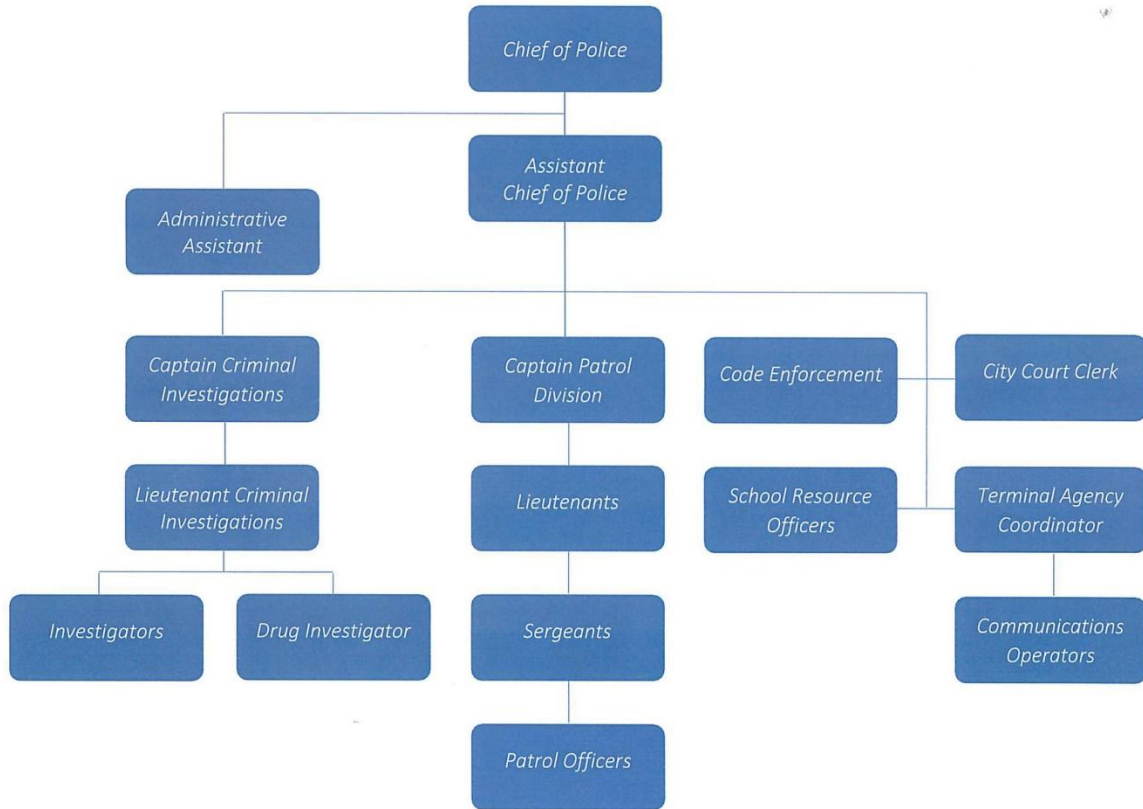 Chief of Police
Assistant
Chief of Police
Administrative
Assistant
Captain Criminal
Investigations
Captain Patrol
Division
Code Enforcement
City Court Clerk
Lieutenant Criminal
Investigations
Lieutenants
School Resource
Officers
Terminal Agency
Coordinator
Investigators
Drug Investigator
Sergeants
Communications
Operators
Patrol Officers